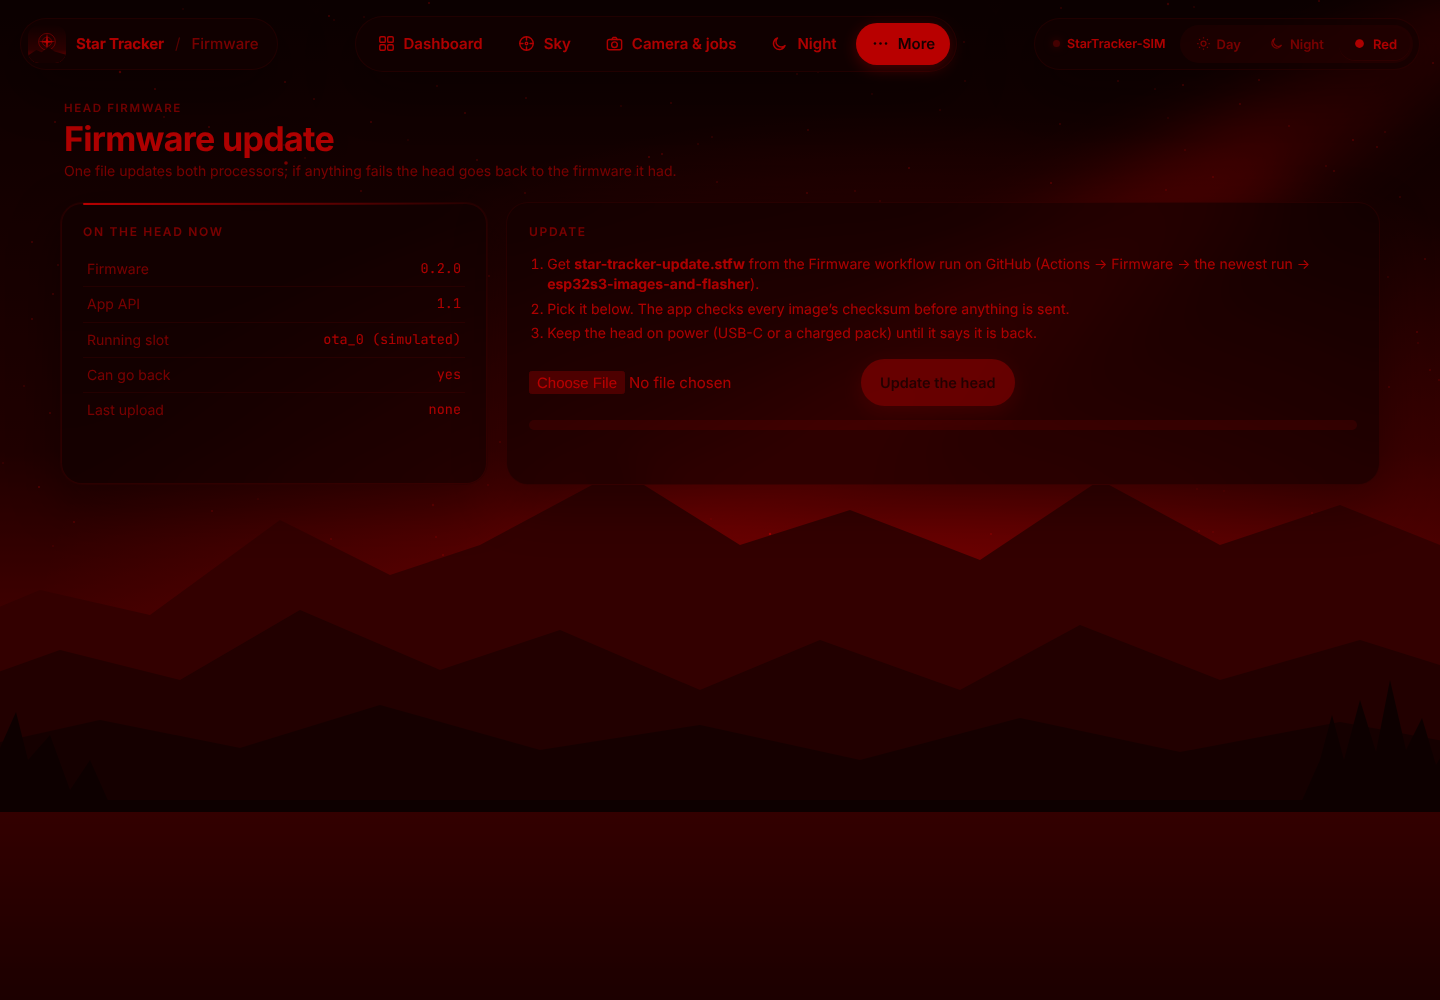 Star Tracker / Firmware
Dashboard
Sky
Camera & jobs
Night
··· More
StarTracker-SIM
Day
Night
Red
HEAD FIRMWARE
Firmware update
One file updates both processors; if anything fails the head goes back to the firmware it had.
ON THE HEAD NOW
Firmware 0.2.0
App API 1.1
Running slot ota_0 (simulated)
Can go back yes
Last upload none
UPDATE
1. Get star-tracker-update.stfw from the Firmware workflow run on GitHub (Actions → Firmware → the newest run →
esp32s3-images-and-flasher).
2. Pick it below. The app checks every image's checksum before anything is sent.
3. Keep the head on power (USB-C or a charged pack) until it says it is back.
Choose File No file chosen
Update the head